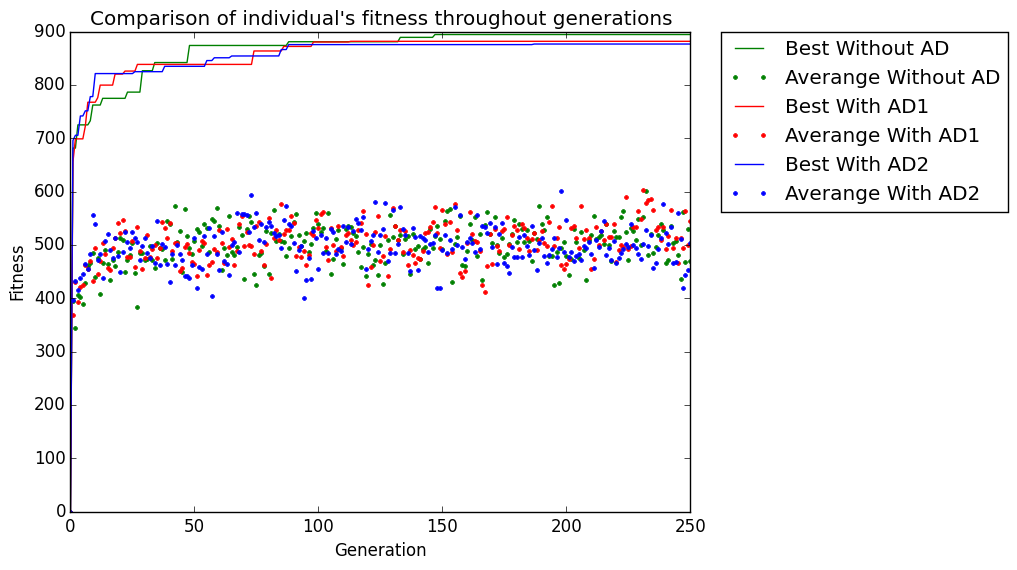 Comparison of individual's fitness throughout generations
900
800
700
600
500
400
300
200
100
0
Fitness
0 50 100 150 200 250
Generation
Best Without AD
Averange Without AD
Best With AD1
Averange With AD1
Best With AD2
Averange With AD2